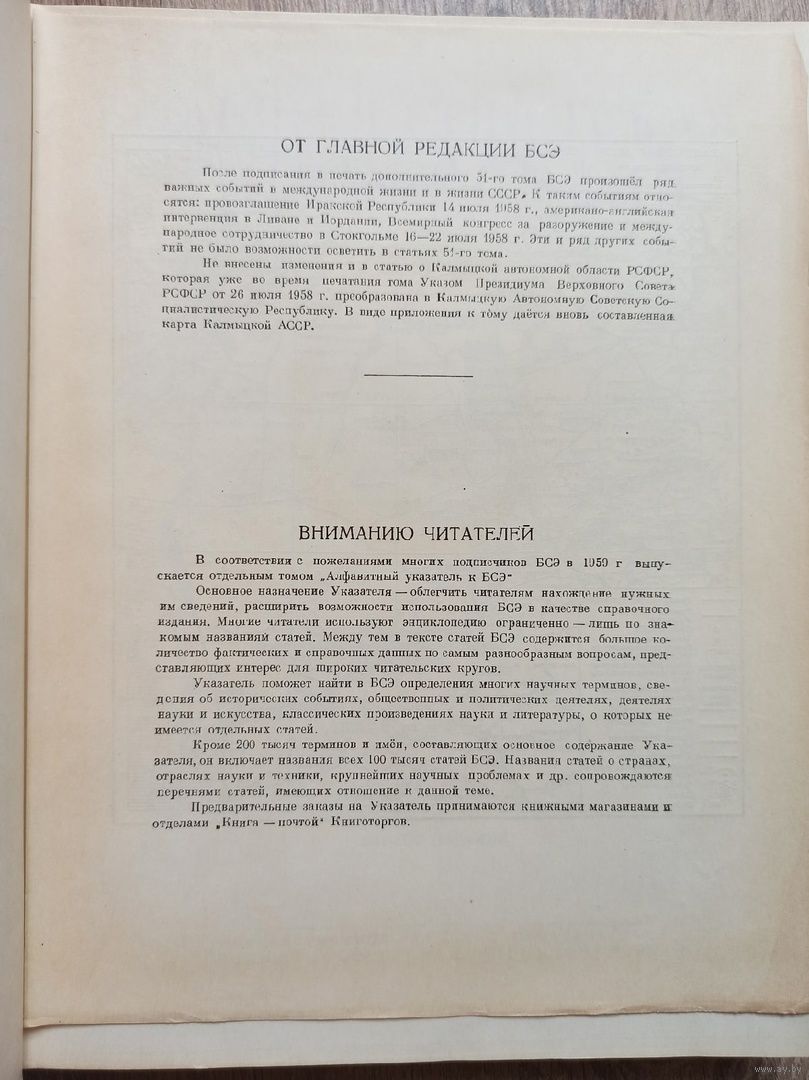 ОТ ГЛАВНОЙ РЕДАКЦИИ БСЭ
После подписания в печать дополнительного 51-го тома БСЭ произошёл ряд
важных событий в международной жизни и в жизни СССР. К таким событиям отно-
сятся: провозглашение Иракской Республики 14 июля 1958 г., американо-английская
интервенция в Ливане и Иордании, Всемирный конгресс за разоружение и между-
народное сотрудничество в Стокгольме 16—22 июля 1958 г. Эти и ряд других собы-
тий не было возможности осветить в статьях 51-го тома.
Не внесены изменения и в статью о Калмыцкой автономной области РСФСР,
которая уже во время печатания тома Указом Президиума Верховного Совета
РСФСР от 26 июля 1958 г. преобразована в Калмыцкую Автономную Советскую Со-
циалистическую Республику. В виде приложения к тому даётся вновь составленная
карта Калмыцкой АССР.
ВНИМАНИЮ ЧИТАТЕЛЕЙ
В соответствии с пожеланиями многих подписчиков БСЭ в 1959 г выпу-
скается отдельным томом „Алфавитный указатель к БСЭ"
Основное назначение Указателя — облегчить читателям нахождение нужных
им сведений, расширить возможности использования БСЭ в качестве справочного
издания. Многие читатели используют энциклопедию ограниченно — лишь по зна-
комым названиям статей. Между тем в тексте статей БСЭ содержится большое ко-
личество фактических и справочных данных по самым разнообразным вопросам, пред-
ставляющих интерес для широких читательских кругов.
Указатель поможет найти в БСЭ определения многих научных терминов, све-
дения об исторических событиях, общественных и политических деятелях, деятелях
науки и искусства, классических произведениях науки и литературы, о которых не
имеется отдельных статей.
Кроме 200 тысяч терминов и имён, составляющих основное содержание Ука-
зателя, он включает названия всех 100 тысяч статей БСЭ. Названия статей о странах,
отраслях науки и техники, крупнейших научных проблемах и др. сопровождаются
перечнями статей, имеющих отношение к данной теме.
Предварительные заказы на Указатель принимаются книжными магазинами и
отделами „Книга — почтой" Книготоргов.
www.ay.by